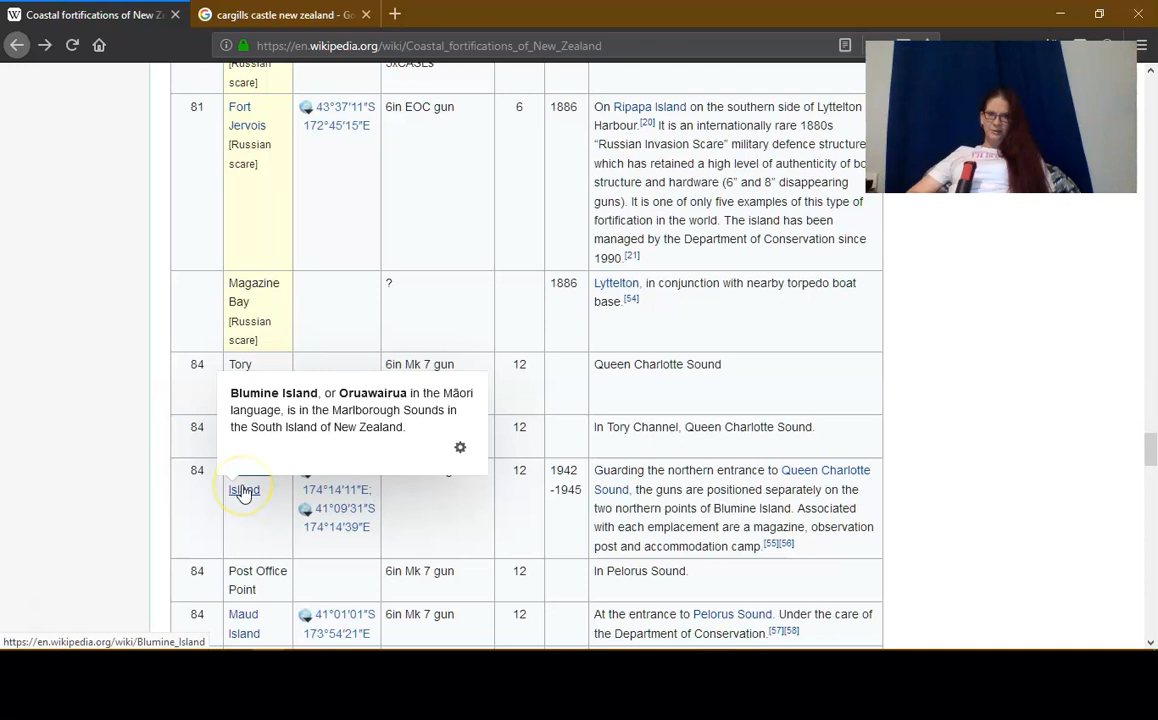 Coastal fortifications of New Z
cargills castle new zealand - Go
https://en.wikipedia.org/wiki/Coastal_fortifications_of_New_Zealand
[Russian
scare]
81
Fort
Jervois
[Russian
scare]
43°37′11″S
172°45′15″E
6in EOC gun
6
1886
On Ripapa Island on the southern side of Lyttelton
Harbour.[20] It is an internationally rare 1880s
“Russian Invasion Scare” military defence structure
which has retained a high level of authenticity of bo
structure and hardware (6” and 8” disappearing
guns). It is one of only five examples of this type of
fortification in the world. The island has been
managed by the Department of Conservation since
1990.[21]
Magazine
Bay
[Russian
scare]
?
1886
Lyttelton, in conjunction with nearby torpedo boat
base.[54]
84
Tory
6in Mk 7 gun
12
Queen Charlotte Sound
Blumine Island, or Oruawairua in the Māori
language, is in the Marlborough Sounds in
the South Island of New Zealand.
84
12
In Tory Channel, Queen Charlotte Sound.
84
Island
174°14′11″E;
41°09′31″S
174°14′39″E
12
1942
-1945
Guarding the northern entrance to Queen Charlotte
Sound, the guns are positioned separately on the
two northern points of Blumine Island. Associated
with each emplacement are a magazine, observation
post and accommodation camp.[55][56]
84
Post Office
Point
6in Mk 7 gun
12
In Pelorus Sound.
84
Maud
Island
41°01′01″S
173°54′21″E
6in Mk 7 gun
12
At the entrance to Pelorus Sound. Under the care of
the Department of Conservation.[57][58]
https://en.wikipedia.org/wiki/Blumine_Island